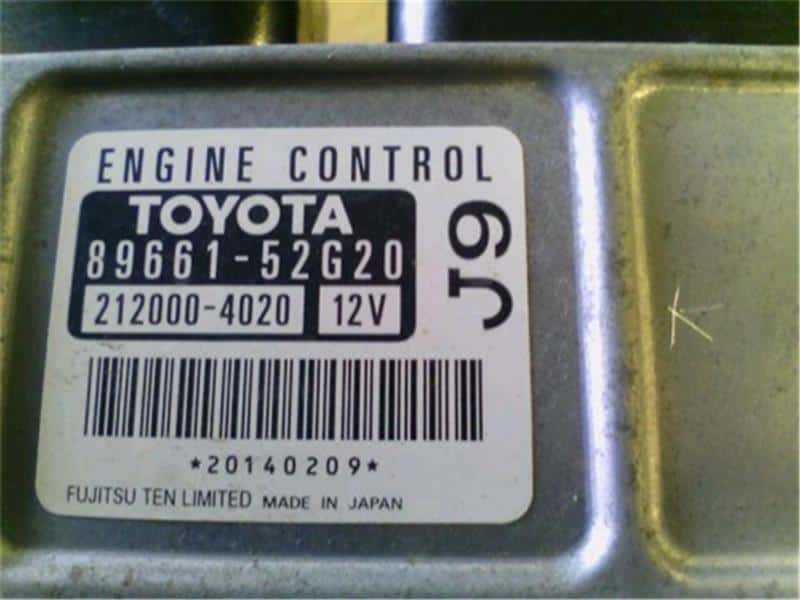 ENGINE CONTROL
TOYOTA
89661-52G20
212000-4020 12V
J9
*20140209*
FUJITSU TEN LIMITED MADE IN JAPAN